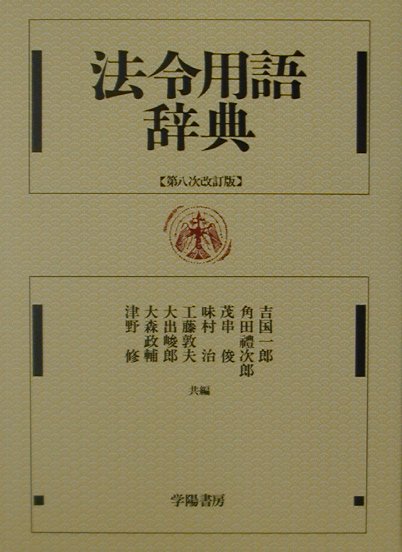 法令用語
辞典
【第八次改訂版】
吉国一郎
角田禮次郎
茂串俊
味村治
工藤敦夫
大出峻郎
大森政輔
津野修
共編
学陽書房